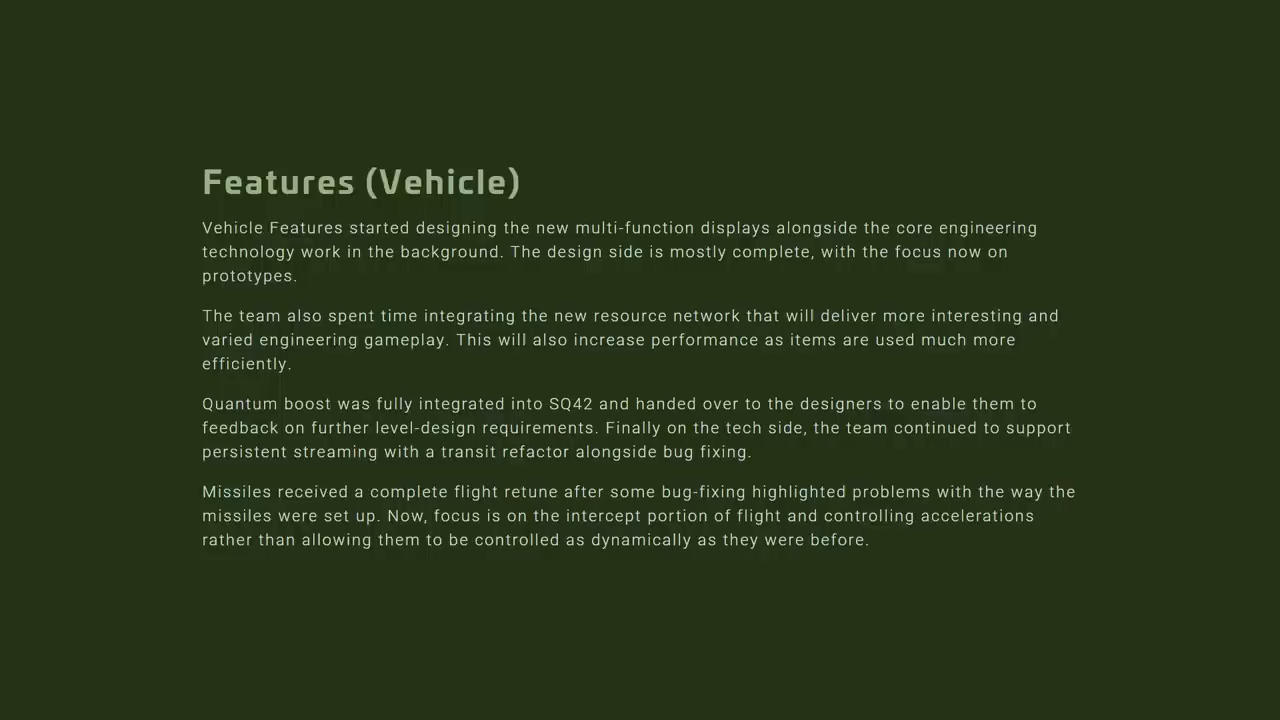 Features (Vehicle)
Vehicle Features started designing the new multi-function displays alongside the core engineering
technology work in the background. The design side is mostly complete, with the focus now on
prototypes.
The team also spent time integrating the new resource network that will deliver more interesting and
varied engineering gameplay. This will also increase performance as items are used much more
efficiently.
Quantum boost was fully integrated into SQ42 and handed over to the designers to enable them to
feedback on further level-design requirements. Finally on the tech side, the team continued to support
persistent streaming with a transit refactor alongside bug fixing.
Missiles received a complete flight retune after some bug-fixing highlighted problems with the way the
missiles were set up. Now, focus is on the intercept portion of flight and controlling accelerations
rather than allowing them to be controlled as dynamically as they were before.